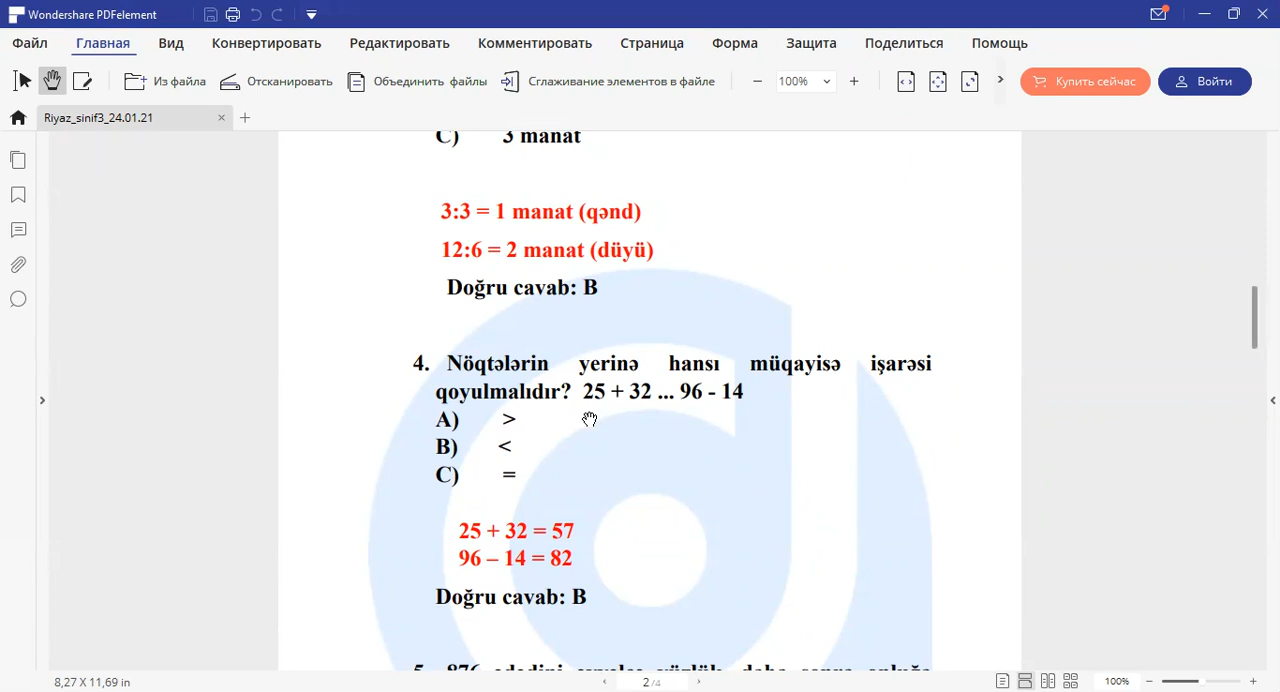 Wondershare PDFelement
Файл Главная Вид Конвертировать Редактировать Комментировать Страница Форма Защита Поделиться Помощь
Из файла Отсканировать Объединить файлы Сглаживание элементов в файле 100% Купить сейчас Войти
Riyaz_sinif3_24.01.21
C) 3 manat
3:3 = 1 manat (qənd)
12:6 = 2 manat (düyü)
Doğru cavab: B
4. Nöqtələrin yerinə hansı müqayisə işarəsi
qoyulmalıdır? 25 + 32 ... 96 - 14
A) >
B) <
C) =
25 + 32 = 57
96 – 14 = 82
Doğru cavab: B
5. 876
8,27 X 11,69 in 2 /4 100%